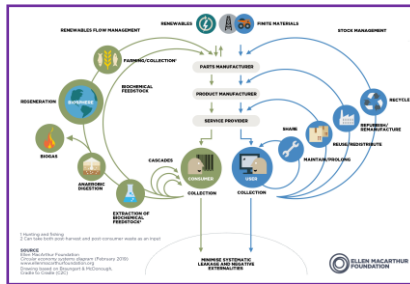 RENEWABLES
FINITE MATERIALS
RENEWABLES FLOW MANAGEMENT
STOCK MANAGEMENT
FARMING/COLLECTION¹
PARTS MANUFACTURER
BIOCHEMICAL
FEEDSTOCK
PRODUCT MANUFACTURER
REGENERATION
BIOSPHERE
RECYCLE
SERVICE PROVIDER
REFURBISH/
REMANUFACTURE
SHARE
REUSE/REDISTRIBUTE
BIOGAS
CASCADES
CONSUMER
USER
MAINTAIN/PROLONG
ANAEROBIC
DIGESTION
COLLECTION
COLLECTION
EXTRACTION OF
BIOCHEMICAL
FEEDSTOCK²
MINIMISE SYSTEMATIC
LEAKAGE AND NEGATIVE
EXTERNALITIES
1 Hunting and fishing
2 Can take both post-harvest and post-consumer waste as an input
SOURCE
Ellen MacArthur Foundation
Circular economy systems diagram (February 2019)
www.ellenmacarthurfoundation.org
Drawing based on Braungart & McDonough,
Cradle to Cradle (C2C)
ELLEN MACARTHUR
FOUNDATION